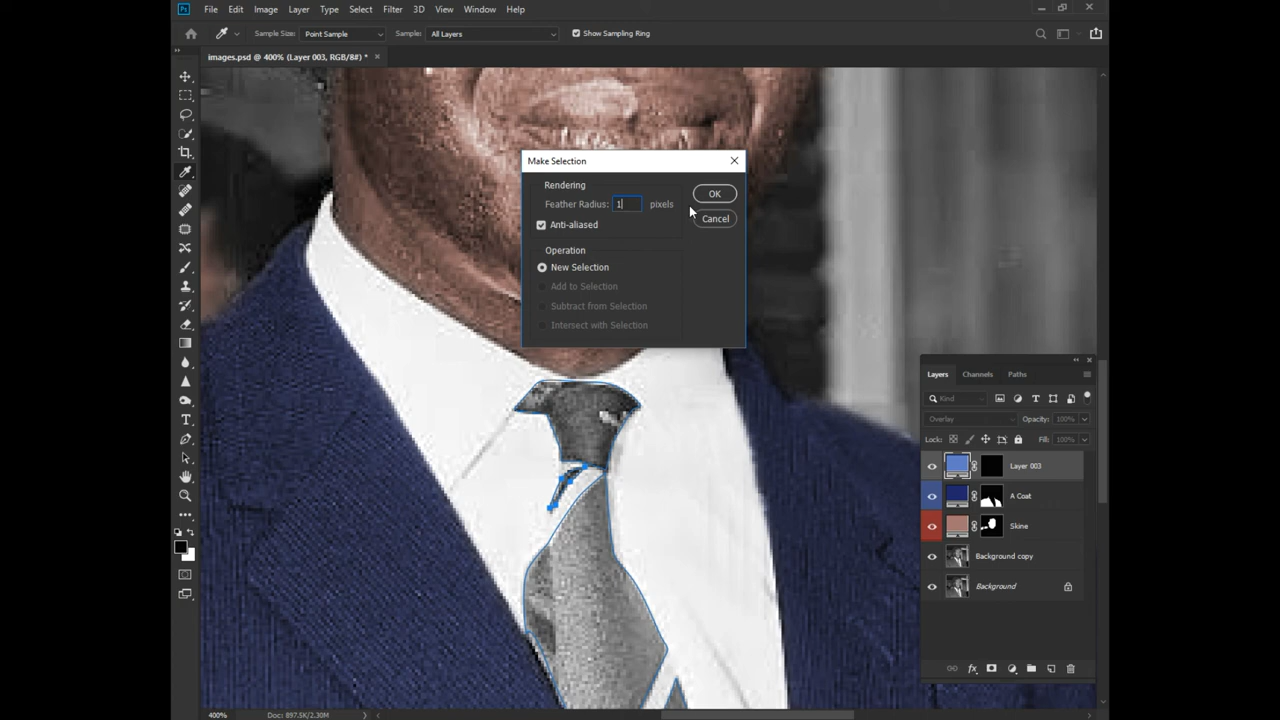 Ps File Edit Image Layer Type Select Filter 3D View Window Help
Sample Size: Point Sample Sample: All Layers Show Sampling Ring
images.psd @ 400% (Layer 003, RGB/8#) * ×
Make Selection
Rendering
Feather Radius: 1 pixels
OK
Anti-aliased
Cancel
Operation
New Selection
Add to Selection
Subtract from Selection
Intersect with Selection
Layers Channels Paths
Kind
Overlay Opacity: 100%
Lock: Fill: 100%
Layer 003
A Coat
Skine
Background copy
Background
fx
400% Doc: 897.5K/2.30M